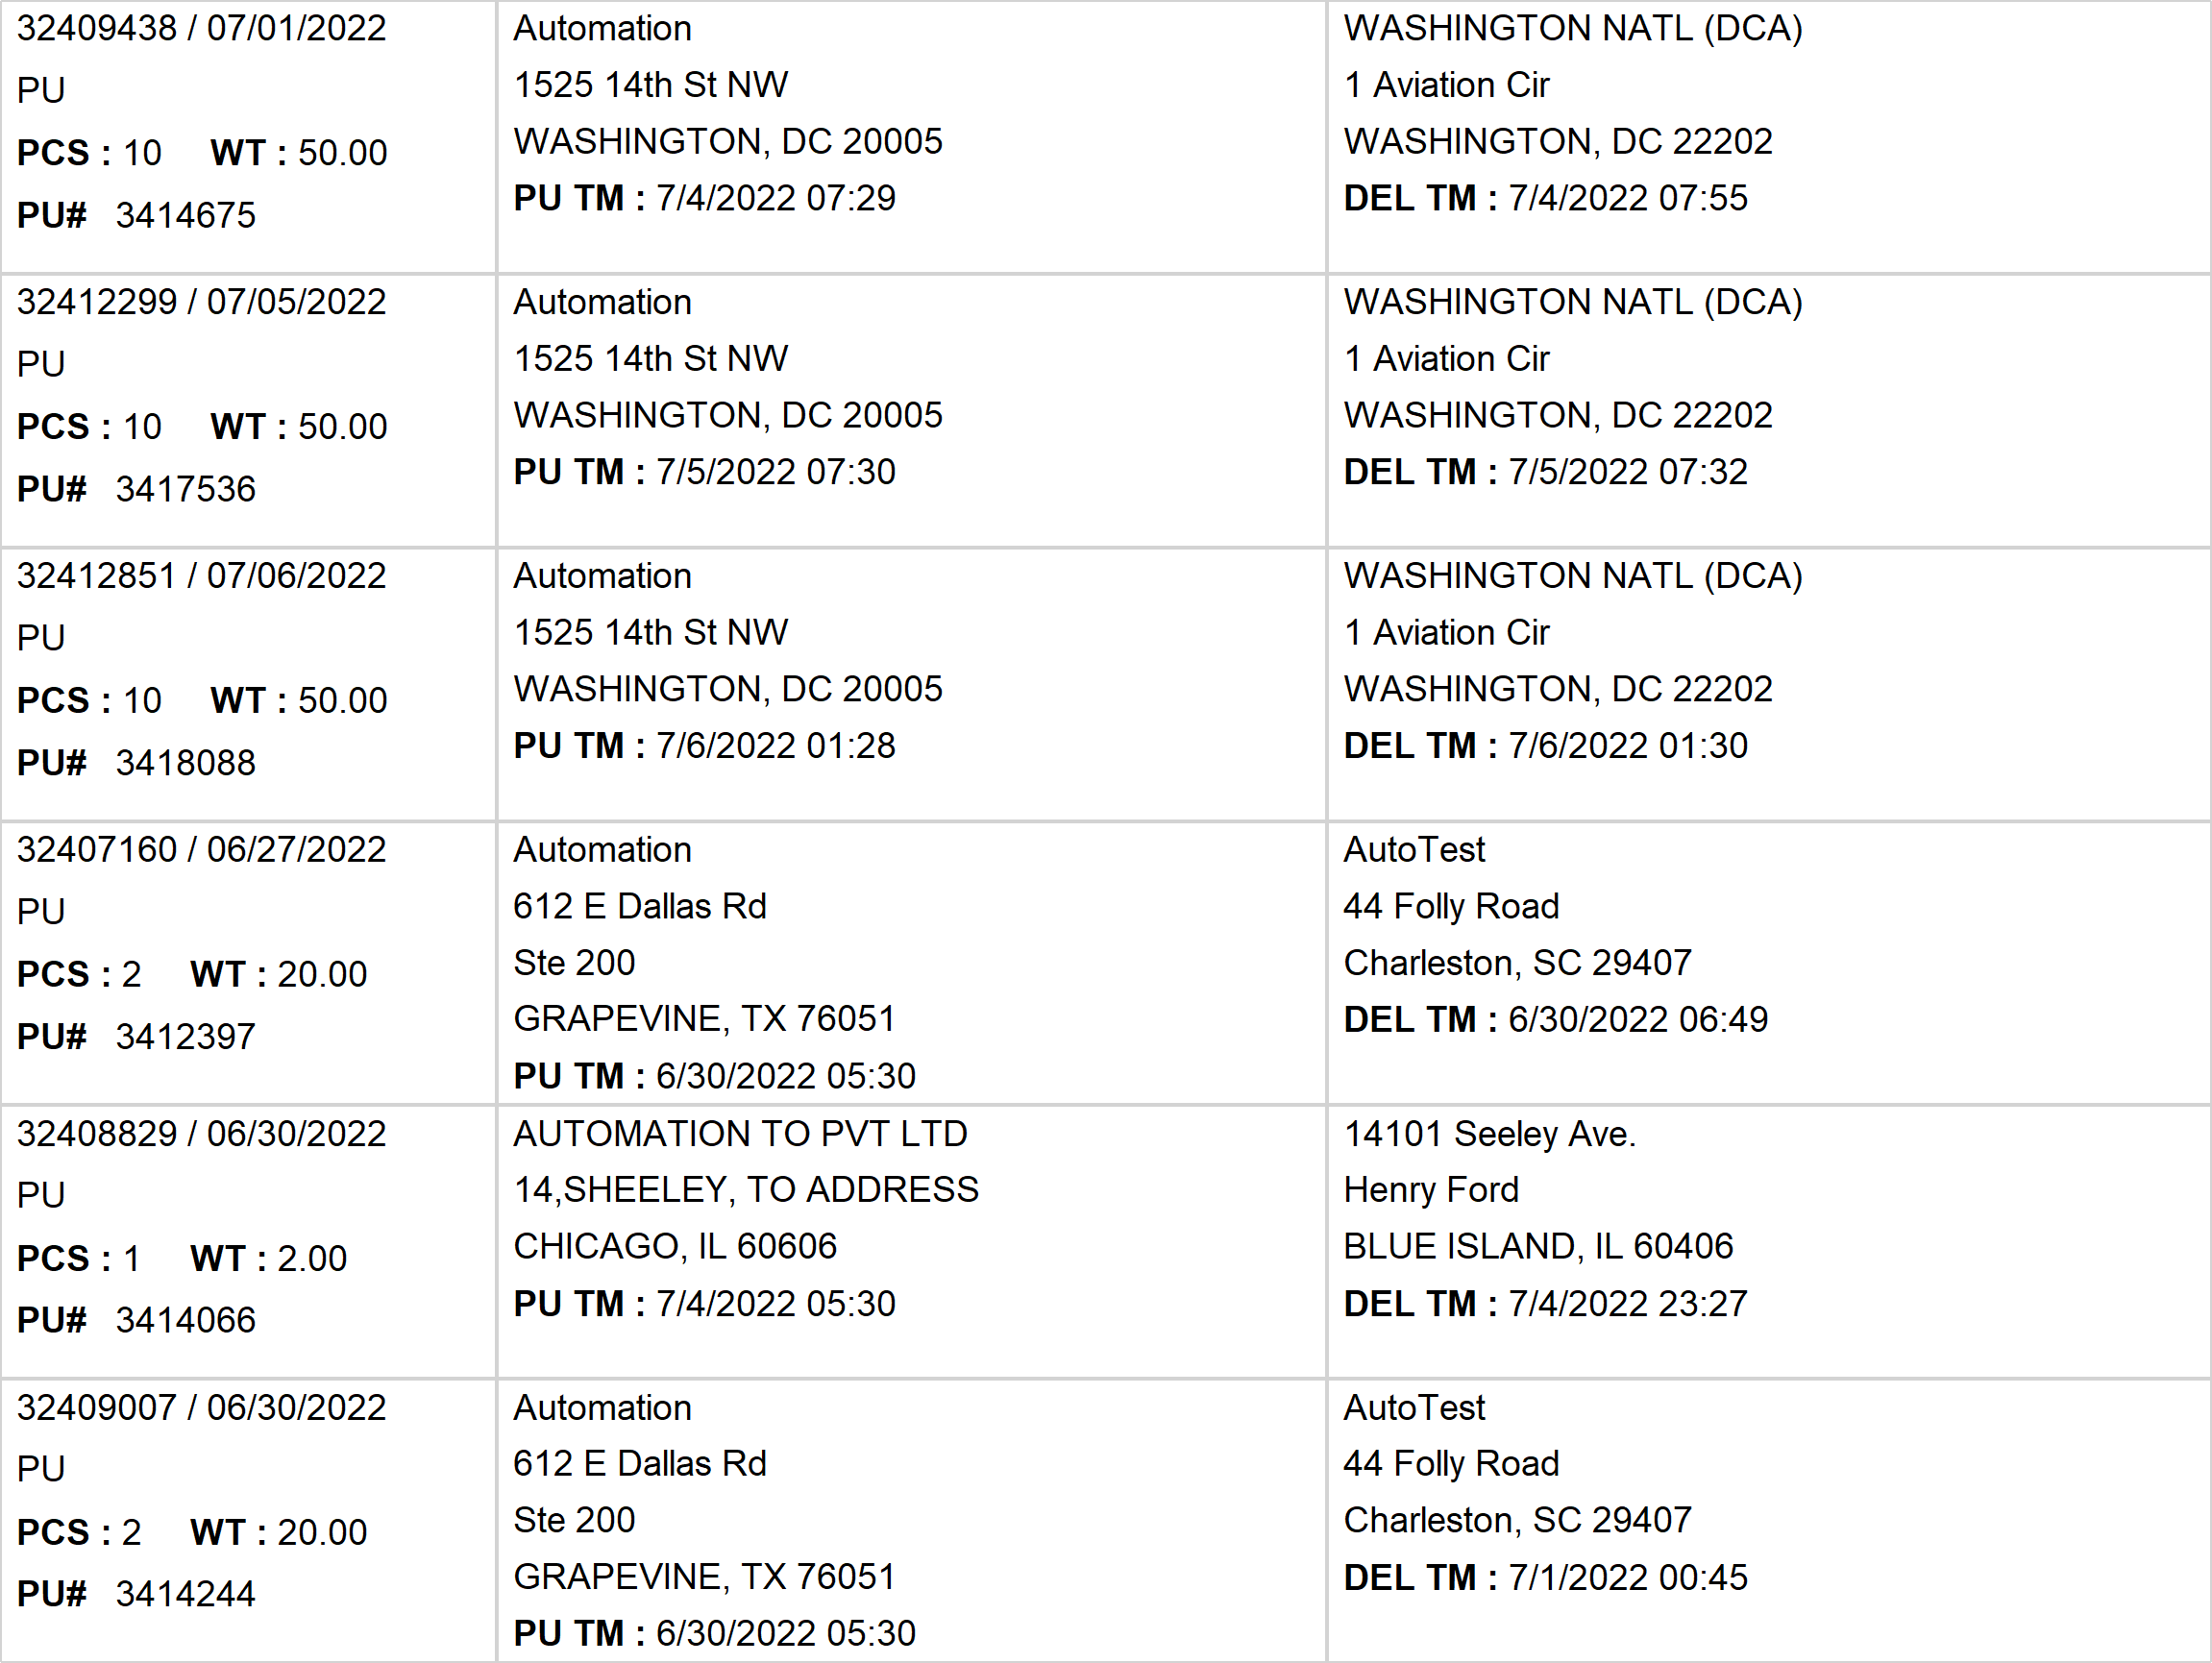 32409438 / 07/01/2022
PU
PCS : 10 WT : 50.00
PU# 3414675
Automation
1525 14th St NW
WASHINGTON, DC 20005
PU TM : 7/4/2022 07:29
WASHINGTON NATL (DCA)
1 Aviation Cir
WASHINGTON, DC 22202
DEL TM : 7/4/2022 07:55
32412299 / 07/05/2022
PU
PCS : 10 WT : 50.00
PU# 3417536
Automation
1525 14th St NW
WASHINGTON, DC 20005
PU TM : 7/5/2022 07:30
WASHINGTON NATL (DCA)
1 Aviation Cir
WASHINGTON, DC 22202
DEL TM : 7/5/2022 07:32
32412851 / 07/06/2022
PU
PCS : 10 WT : 50.00
PU# 3418088
Automation
1525 14th St NW
WASHINGTON, DC 20005
PU TM : 7/6/2022 01:28
WASHINGTON NATL (DCA)
1 Aviation Cir
WASHINGTON, DC 22202
DEL TM : 7/6/2022 01:30
32407160 / 06/27/2022
PU
PCS : 2 WT : 20.00
PU# 3412397
Automation
612 E Dallas Rd
Ste 200
GRAPEVINE, TX 76051
PU TM : 6/30/2022 05:30
AutoTest
44 Folly Road
Charleston, SC 29407
DEL TM : 6/30/2022 06:49
32408829 / 06/30/2022
PU
PCS : 1 WT : 2.00
PU# 3414066
AUTOMATION TO PVT LTD
14,SHEELEY, TO ADDRESS
CHICAGO, IL 60606
PU TM : 7/4/2022 05:30
14101 Seeley Ave.
Henry Ford
BLUE ISLAND, IL 60406
DEL TM : 7/4/2022 23:27
32409007 / 06/30/2022
PU
PCS : 2 WT : 20.00
PU# 3414244
Automation
612 E Dallas Rd
Ste 200
GRAPEVINE, TX 76051
PU TM : 6/30/2022 05:30
AutoTest
44 Folly Road
Charleston, SC 29407
DEL TM : 7/1/2022 00:45